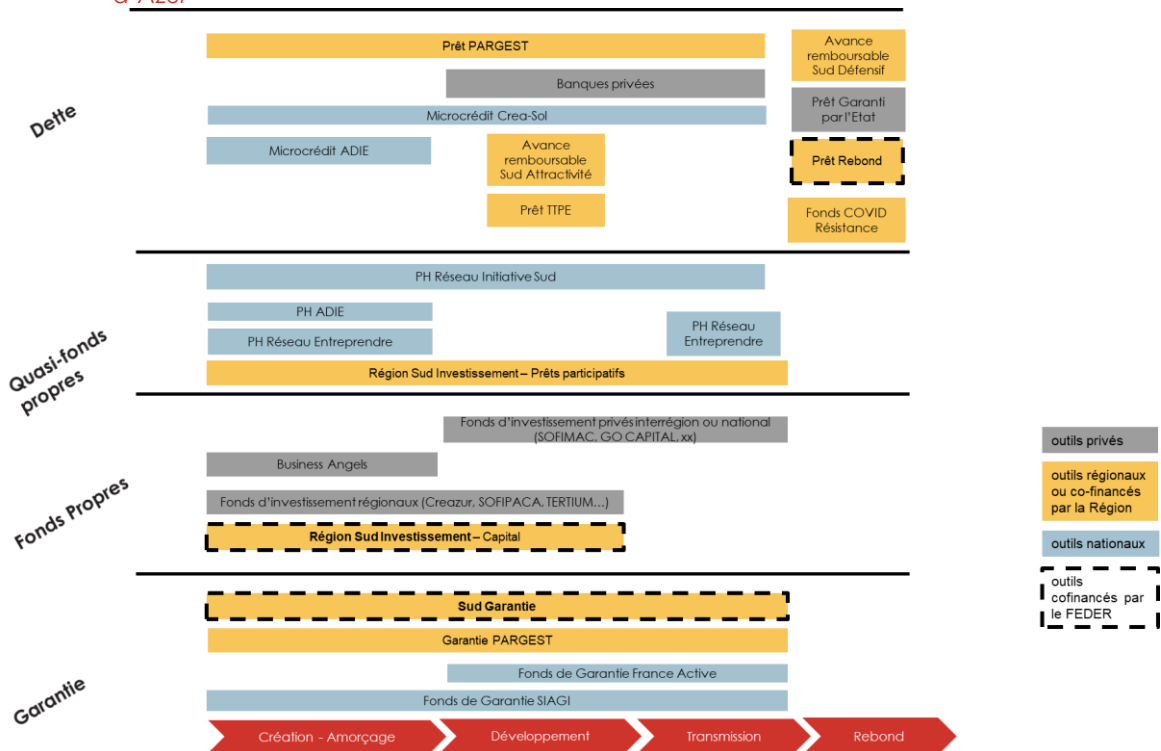 d'Azur
Dette
Prêt PARGEST
Banques privées
Microcrédit Crea-Sol
Microcrédit ADIE
Avance
remboursable
Sud Attractivité
Prêt TTPE
Avance
remboursable
Sud Défensif
Prêt Garanti
par l'Etat
Prêt Rebond
Fonds COVID
Résistance
Quasi-fonds
propres
PH Réseau Initiative Sud
PH ADIE
PH Réseau Entreprendre
PH Réseau
Entreprendre
Région Sud Investissement – Prêts participatifs
Fonds Propres
Fonds d'investissement privés interrégion ou national
(SOFIMAC, GO CAPITAL, xx)
Business Angels
Fonds d'investissement régionaux (Creazur, SOFIPACA, TERTIUM…)
Région Sud Investissement – Capital
Garantie
Sud Garantie
Garantie PARGEST
Fonds de Garantie France Active
Fonds de Garantie SIAGI
Création - Amorçage
Développement
Transmission
Rebond
outils privés
outils régionaux
ou co-financés
par la Région
outils nationaux
outils
cofinancés par
le FEDER